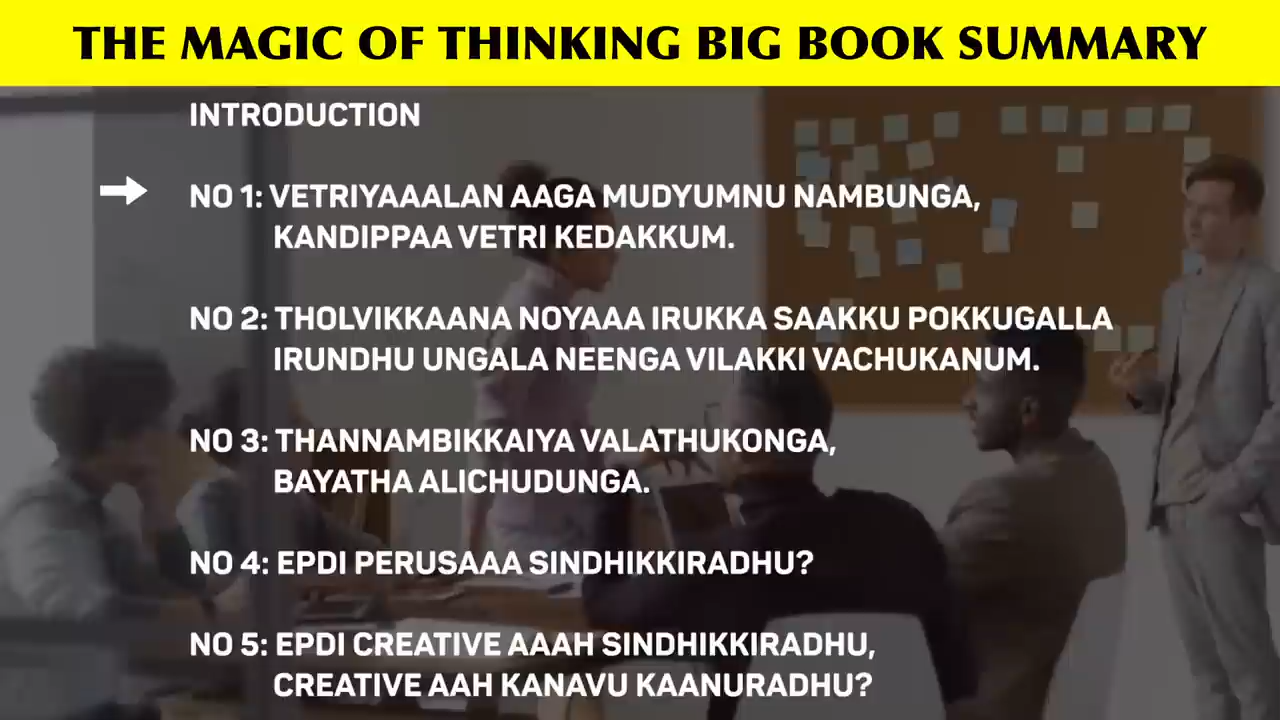 THE MAGIC OF THINKING BIG BOOK SUMMARY
INTRODUCTION
NO 1: VETRIYAAALAN AAGA MUDYUMNU NAMBUNGA,
KANDIPPAA VETRI KEDAKKUM.
NO 2: THOLVIKKAANA NOYAAA IRUKKA SAAKKU POKKUGALLA
IRUNDHU UNGALA NEENGA VILAKKI VACHUKANUM.
NO 3: THANNAMBIKKAIYA VALATHUKONGA,
BAYATHA ALICHUDUNGA.
NO 4: EPDI PERUSAAA SINDHIKKIRADHU?
NO 5: EPDI CREATIVE AAAH SINDHIKKIRADHU,
CREATIVE AAH KANAVU KAANURADHU?